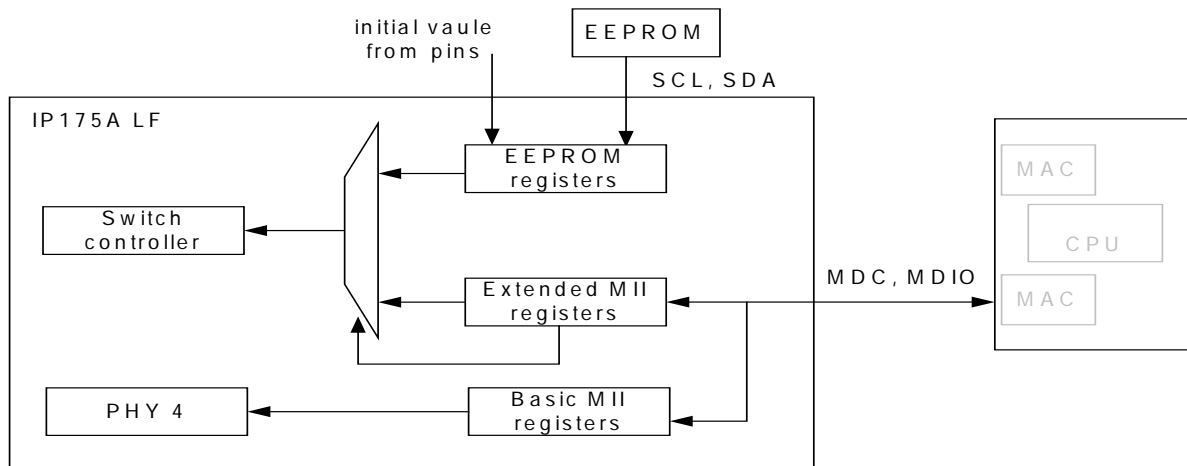 initial vaule
from pins
EEPROM
SCL, SDA
IP175A LF
EEPROM
registers
MAC
Switch
controller
CPU
MDC, MDIO
Extended MII
registers
MAC
PHY 4
Basic MII
registers